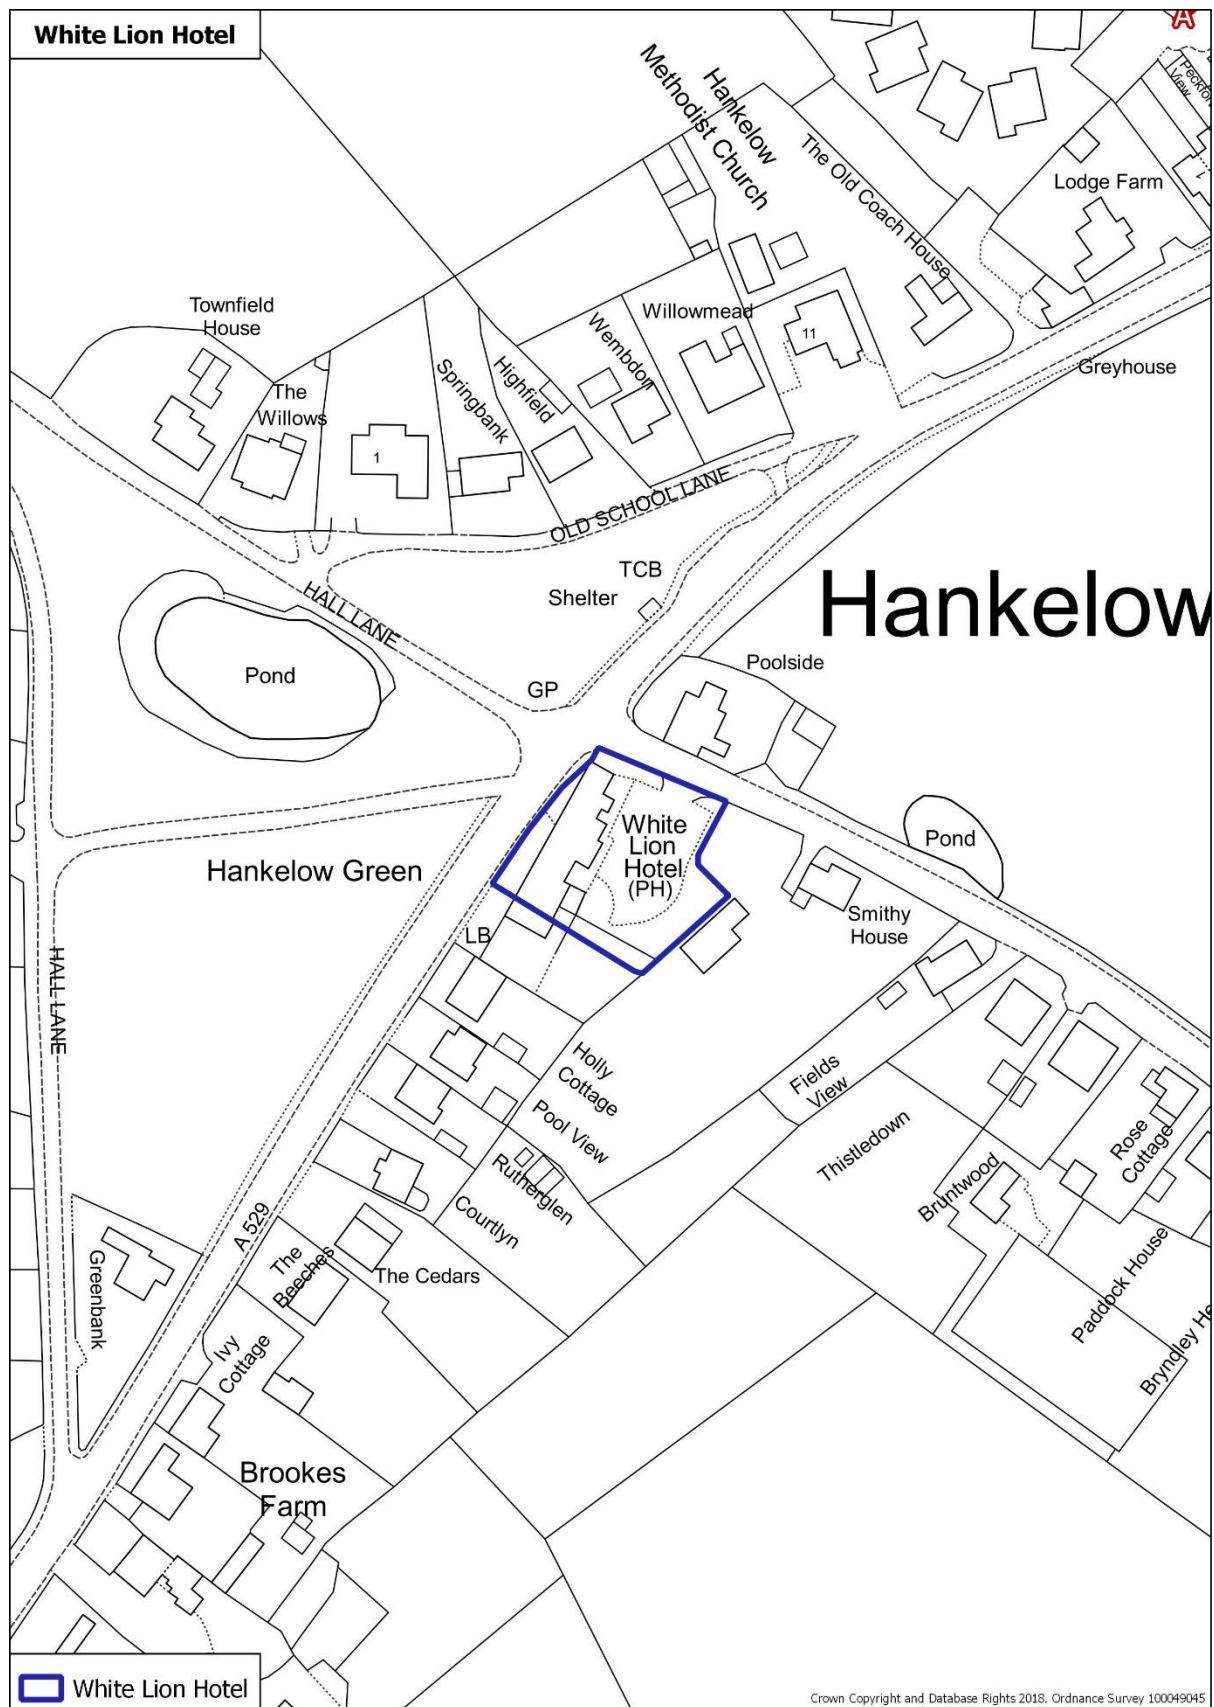 White Lion Hotel
A
Hankelow
Methodist Church
The Old Coach House
Lodge Farm
View
Townfield
House
The
Willows
1
Springbank
Highfield
Wembdon
Willowmead
11
Greyhouse
OLD SCHOOL LANE
HALL LANE
TCB
Shelter
Hankelow
Pond
GP
Poolside
White
Lion
Hotel
(PH)
Pond
Hankelow Green
LB
Smithy
House
HALL LANE
Holly
Cottage
Pool View
Fields
View
Rutherglen
Courtlyn
Thistledown
Bruntwood
Rose
Cottage
A 529
Greenbank
The
Beeches
The Cedars
Paddock House
Bryndley He
Ivy
Cottage
Brookes
Farm
White Lion Hotel
Crown Copyright and Database Rights 2018. Ordnance Survey 100049045